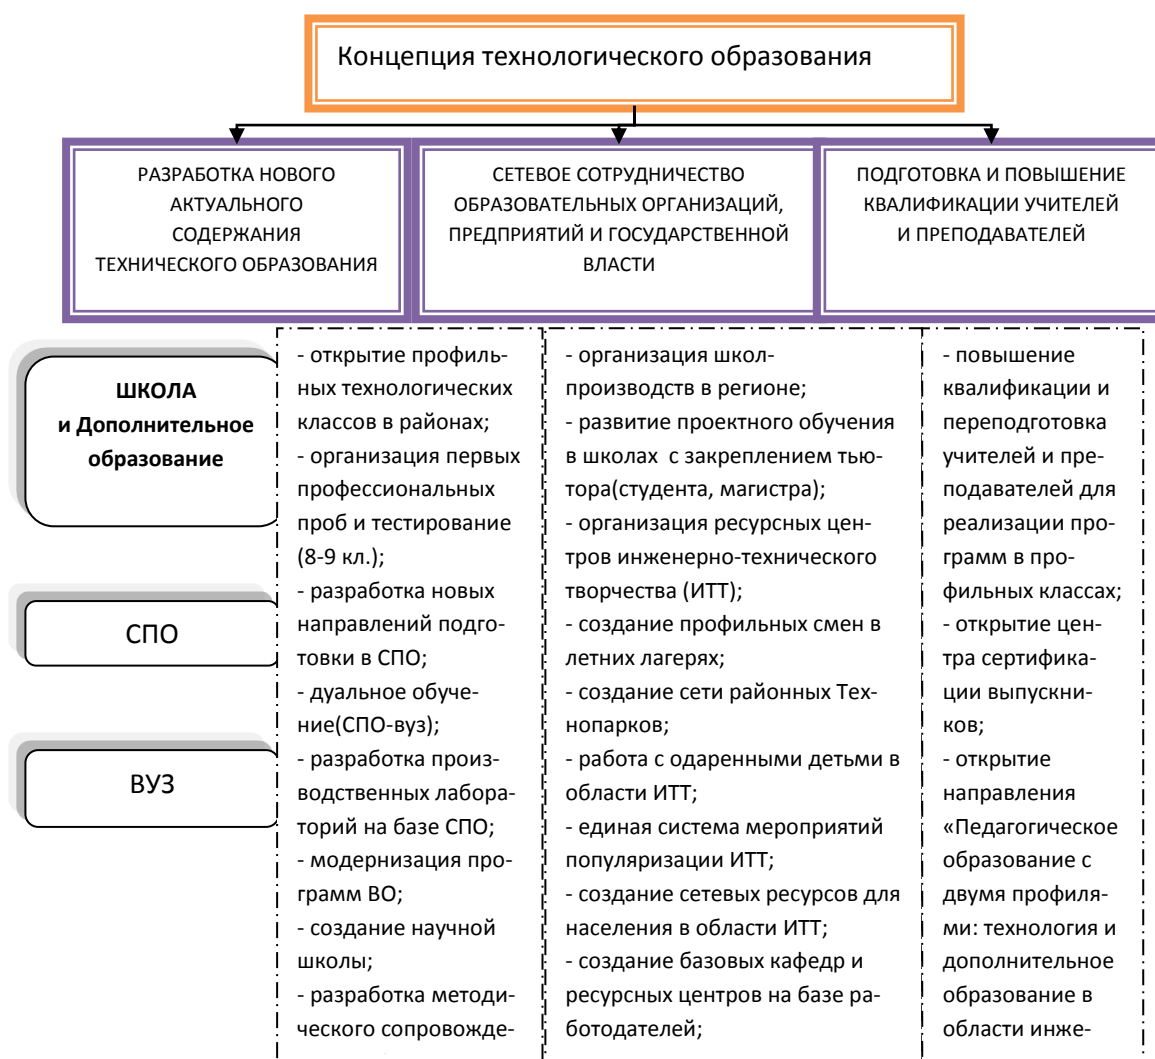 Концепция технологического образования
РАЗРАБОТКА НОВОГО
АКТУАЛЬНОГО
СОДЕРЖАНИЯ
ТЕХНИЧЕСКОГО ОБРАЗОВАНИЯ
СЕТЕВОЕ СОТРУДНИЧЕСТВО
ОБРАЗОВАТЕЛЬНЫХ ОРГАНИЗАЦИЙ,
ПРЕДПРИЯТИЙ И ГОСУДАРСТВЕННОЙ
ВЛАСТИ
ПОДГОТОВКА И ПОВЫШЕНИЕ
КВАЛИФИКАЦИИ УЧИТЕЛЕЙ
И ПРЕПОДАВАТЕЛЕЙ
ШКОЛА
и Дополнительное
образование
СПО
ВУЗ
- открытие профиль-
ных технологических
классов в районах;
- организация первых
профессиональных
проб и тестирование
(8-9 кл.);
- разработка новых
направлений подго-
товки в СПО;
- дуальное обуче-
ние(СПО-вуз);
- разработка произ-
водственных лабора-
торий на базе СПО;
- модернизация про-
грамм ВО;
- создание научной
школы;
- разработка методи-
ческого сопровожде-
- организация школ-
производств в регионе;
- развитие проектного обучения
в школах с закреплением тью-
тора(студента, магистра);
- организация ресурсных цен-
тров инженерно-технического
творчества (ИТТ);
- создание профильных смен в
летних лагерях;
- создание сети районных Тех-
нопарков;
- работа с одаренными детьми в
области ИТТ;
- единая система мероприятий
популяризации ИТТ;
- создание сетевых ресурсов для
населения в области ИТТ;
- создание базовых кафедр и
ресурсных центров на базе ра-
ботодателей;
- повышение
квалификации и
переподготовка
учителей и пре-
подавателей для
реализации про-
грамм в про-
фильных классах;
- открытие цен-
тра сертифика-
ции выпускни-
ков;
- открытие
направления
«Педагогическое
образование с
двумя профиля-
ми: технология и
дополнительное
образование в
области инже-